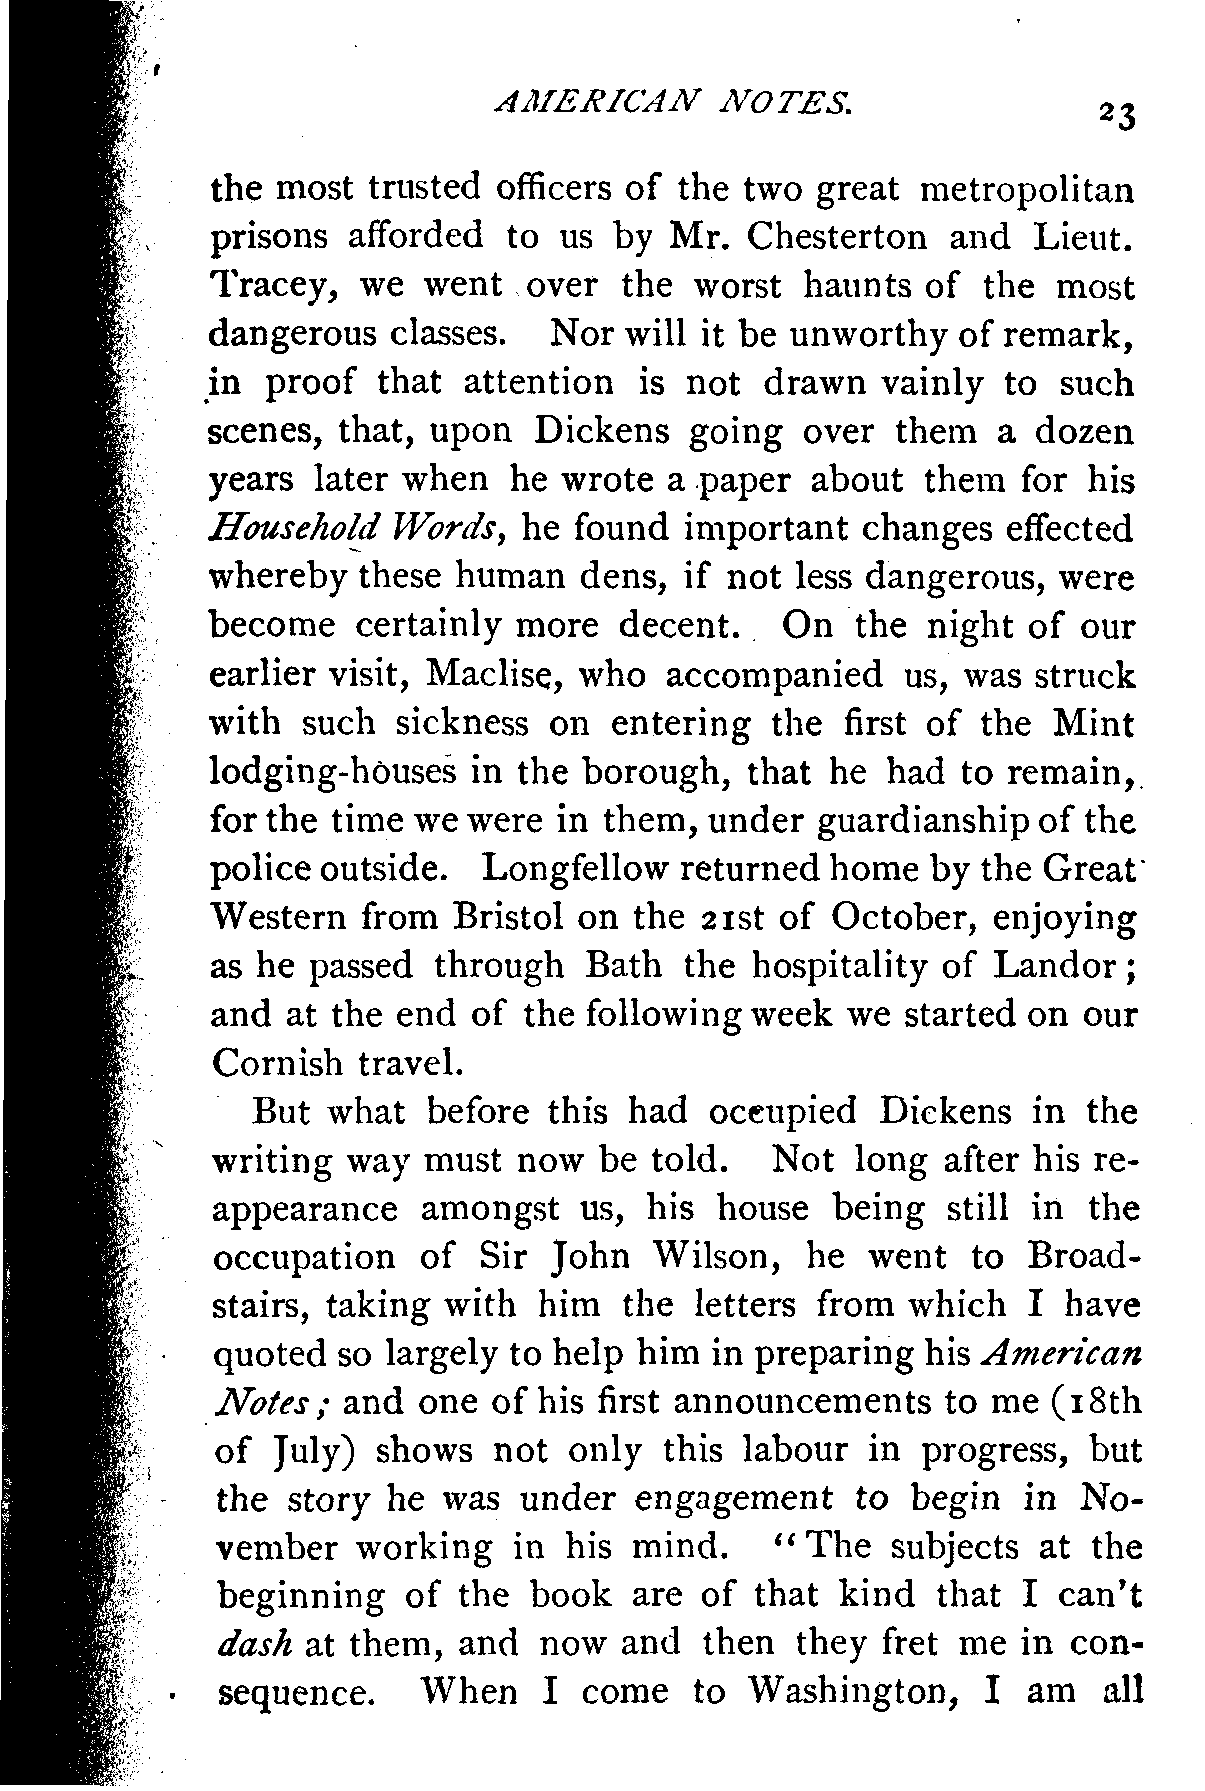 AMERICAN NOTES. 23
the most trusted officers of the two great metropolitan
prisons afforded to us by Mr. Chesterton and Lieut.
Tracey, we went over the worst haunts of the most
dangerous classes. Nor will it be unworthy of remark,
in proof that attention is not drawn vainly to such
scenes, that, upon Dickens going over them a dozen
years later when he wrote a paper about them for his
Household Words, he found important changes effected
whereby these human dens, if not less dangerous, were
become certainly more decent. On the night of our
earlier visit, Maclise, who accompanied us, was struck
with such sickness on entering the first of the Mint
lodging-houses in the borough, that he had to remain,
for the time we were in them, under guardianship of the
police outside. Longfellow returned home by the Great
Western from Bristol on the 21st of October, enjoying
as he passed through Bath the hospitality of Landor;
and at the end of the following week we started on our
Cornish travel.
But what before this had occupied Dickens in the
writing way must now be told. Not long after his re-
appearance amongst us, his house being still in the
occupation of Sir John Wilson, he went to Broad-
stairs, taking with him the letters from which I have
quoted so largely to help him in preparing his American
Notes; and one of his first announcements to me (18th
of July) shows not only this labour in progress, but
the story he was under engagement to begin in No-
vember working in his mind. "The subjects at the
beginning of the book are of that kind that I can't
dash at them, and now and then they fret me in con-
sequence. When I come to Washington, I am all